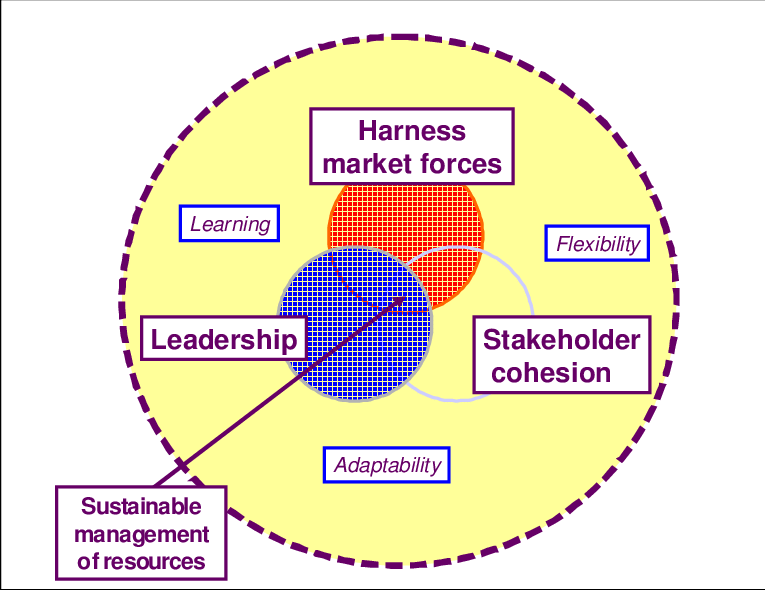 Harness
market forces
Learning
Flexibility
Leadership
Stakeholder
cohesion
Adaptability
Sustainable
management
of resources